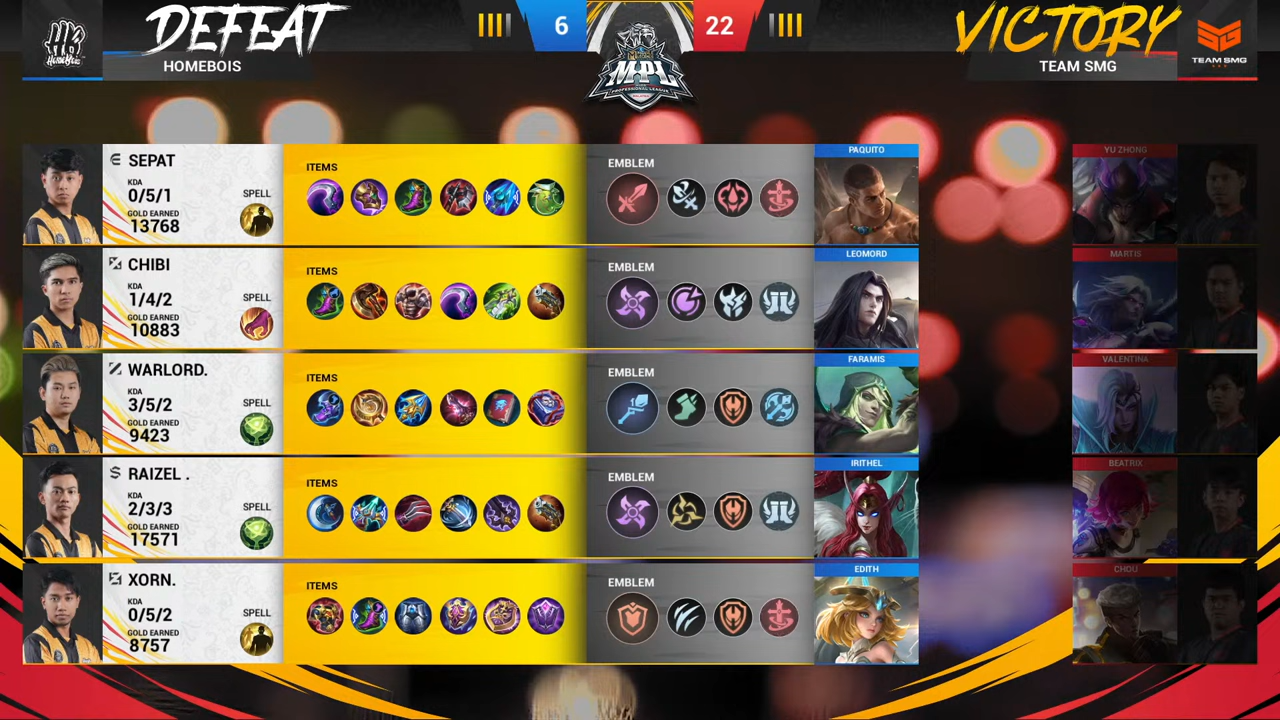 DEFEAT
HOMEBOIS
6
MPL
PROFESSIONAL LEAGUE
22
VICTORY
TEAM SMG
TEAM SMG
SEPAT
KDA
0/5/1
GOLD EARNED
13768
SPELL
ITEMS
EMBLEM
PAQUITO
YU ZHONG
CHIBI
KDA
1/4/2
GOLD EARNED
10883
SPELL
ITEMS
EMBLEM
LEOMORD
MARTIS
WARLORD.
KDA
3/5/2
GOLD EARNED
9423
SPELL
ITEMS
EMBLEM
FARAMIS
VALENTINA
RAIZEL .
KDA
2/3/3
GOLD EARNED
17571
SPELL
ITEMS
EMBLEM
IRITHEL
BEATRIX
XORN.
KDA
0/5/2
GOLD EARNED
8757
SPELL
ITEMS
EMBLEM
EDITH
CHOU